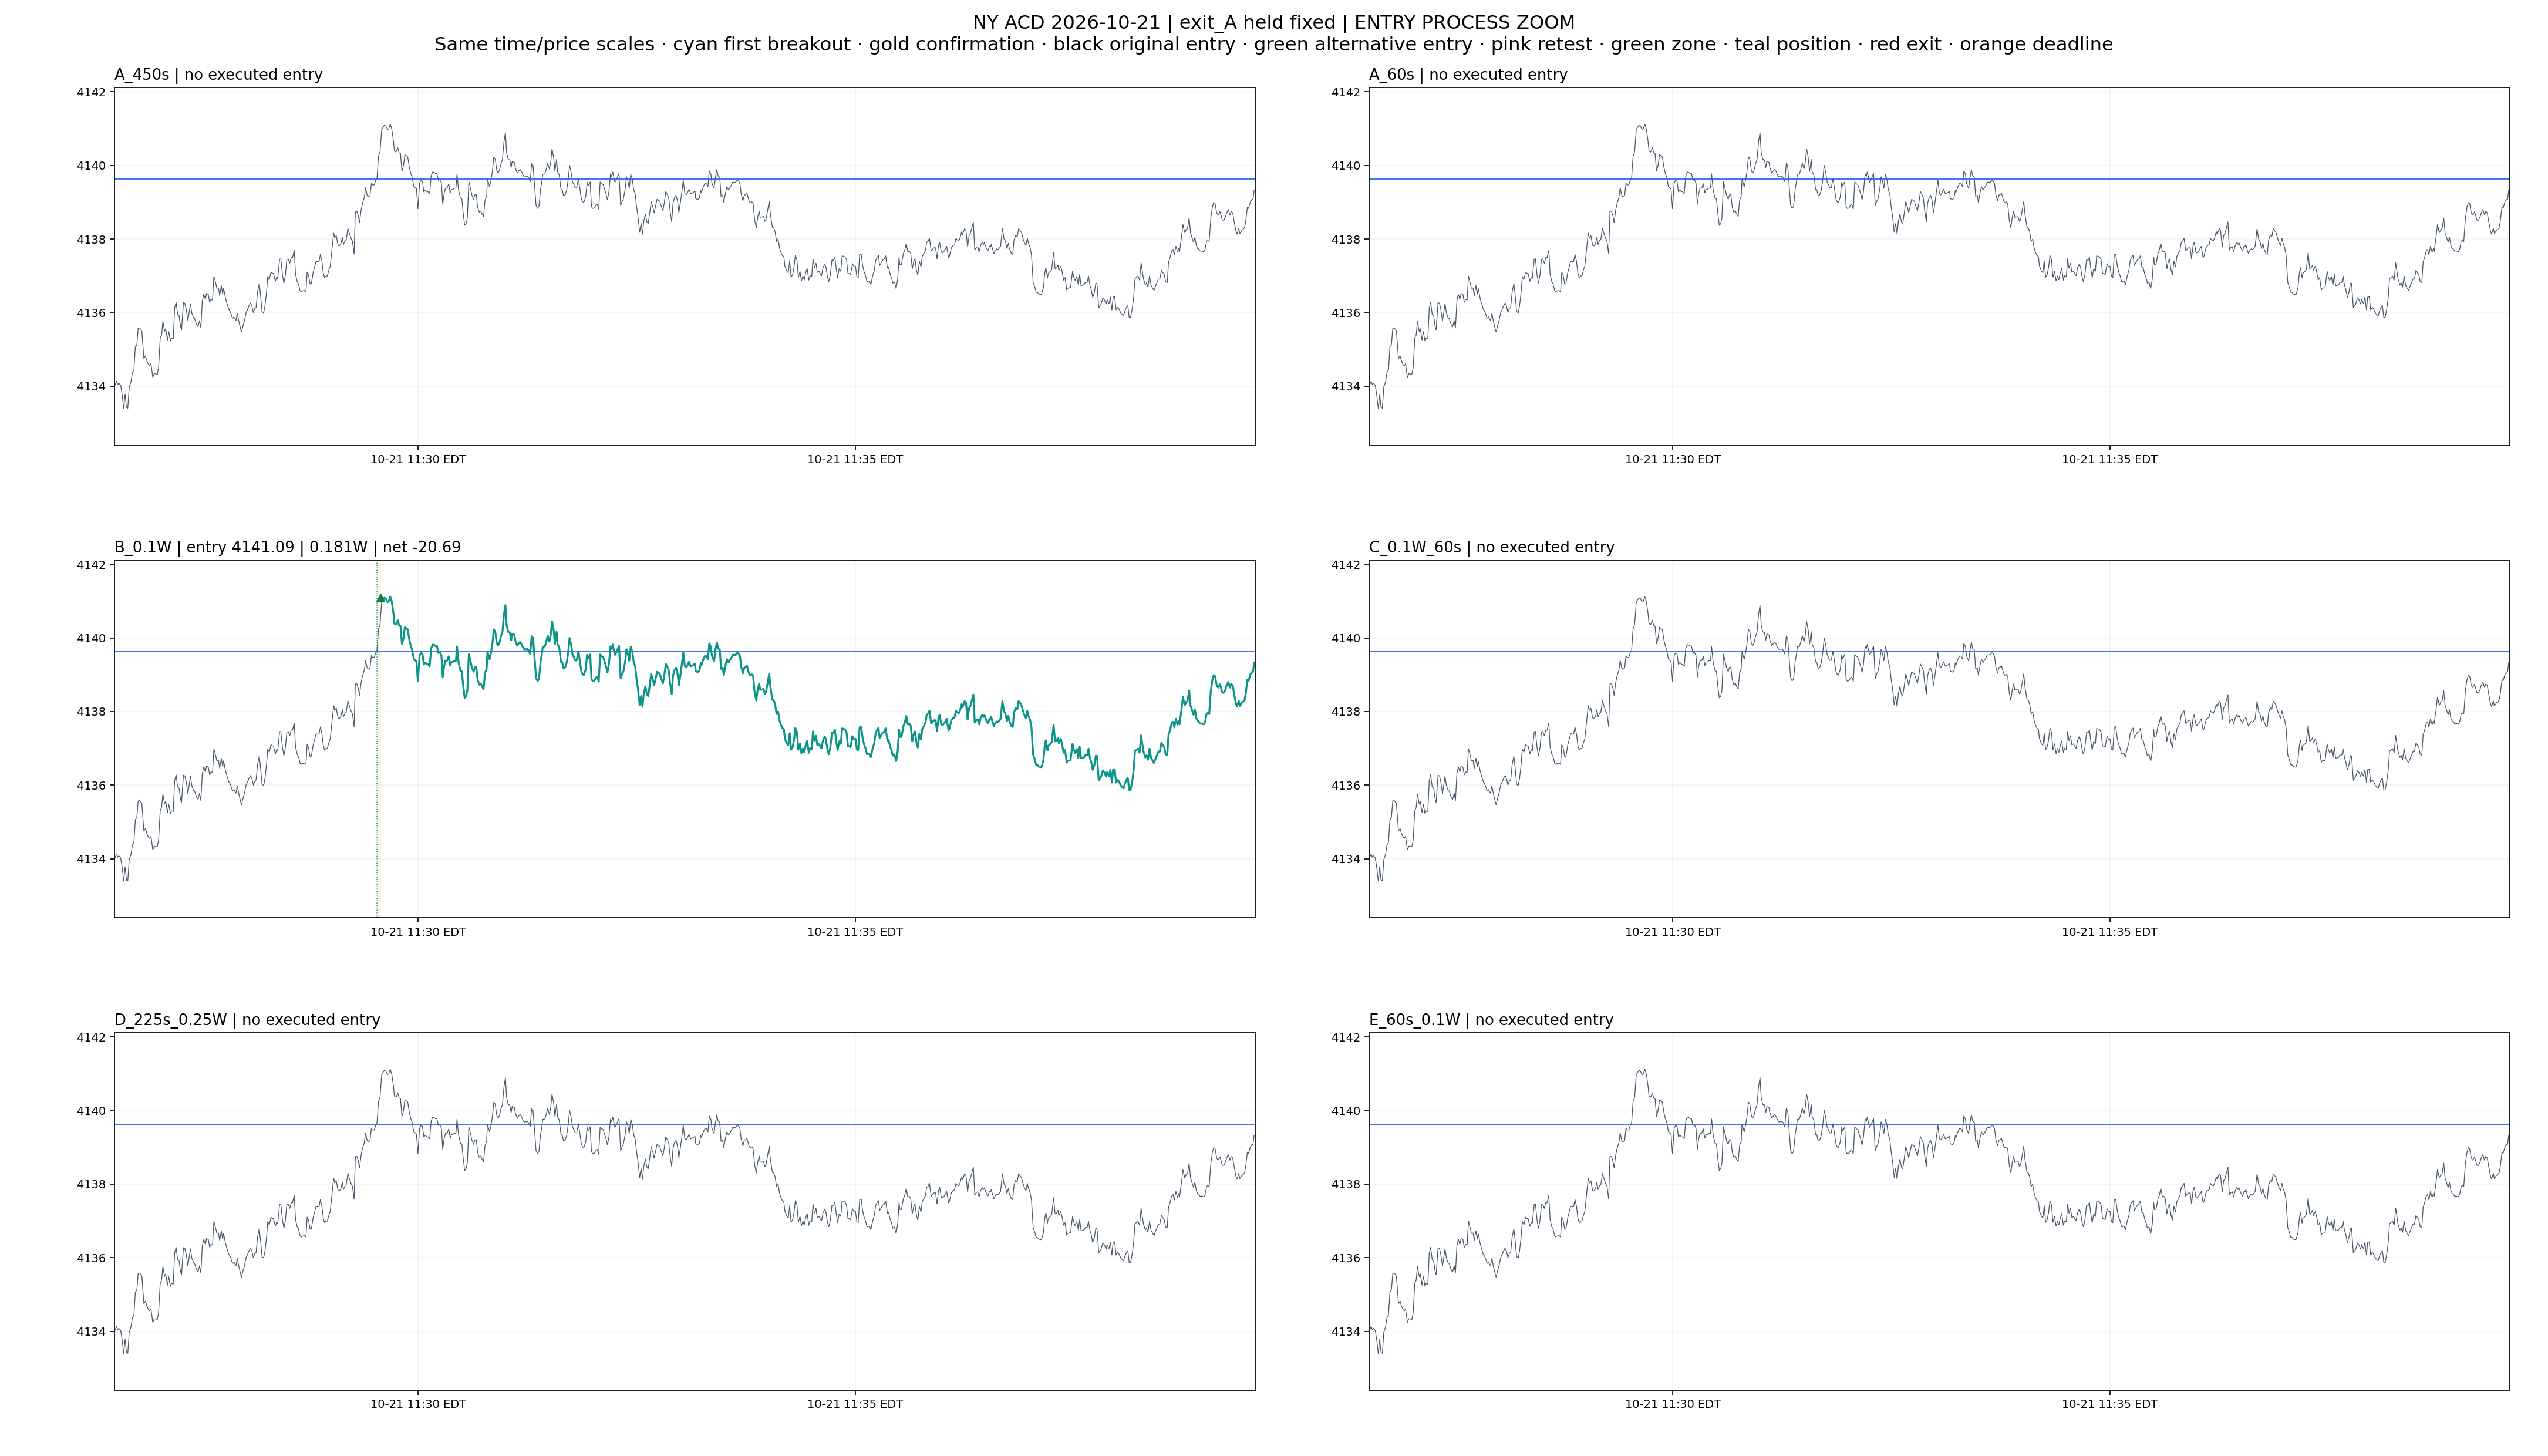 NY ACD 2026-10-21 | exit_A held fixed | ENTRY PROCESS ZOOM
Same time/price scales · cyan first breakout · gold confirmation · black original entry · green alternative entry · pink retest · green zone · teal position · red exit · orange deadline
A_450s | no executed entry
4142
4140
4138
4136
4134
10-21 11:30 EDT
10-21 11:35 EDT
A_60s | no executed entry
4142
4140
4138
4136
4134
10-21 11:30 EDT
10-21 11:35 EDT
B_0.1W | entry 4141.09 | 0.181W | net -20.69
4142
4140
4138
4136
4134
10-21 11:30 EDT
10-21 11:35 EDT
C_0.1W_60s | no executed entry
4142
4140
4138
4136
4134
10-21 11:30 EDT
10-21 11:35 EDT
D_225s_0.25W | no executed entry
4142
4140
4138
4136
4134
10-21 11:30 EDT
10-21 11:35 EDT
E_60s_0.1W | no executed entry
4142
4140
4138
4136
4134
10-21 11:30 EDT
10-21 11:35 EDT